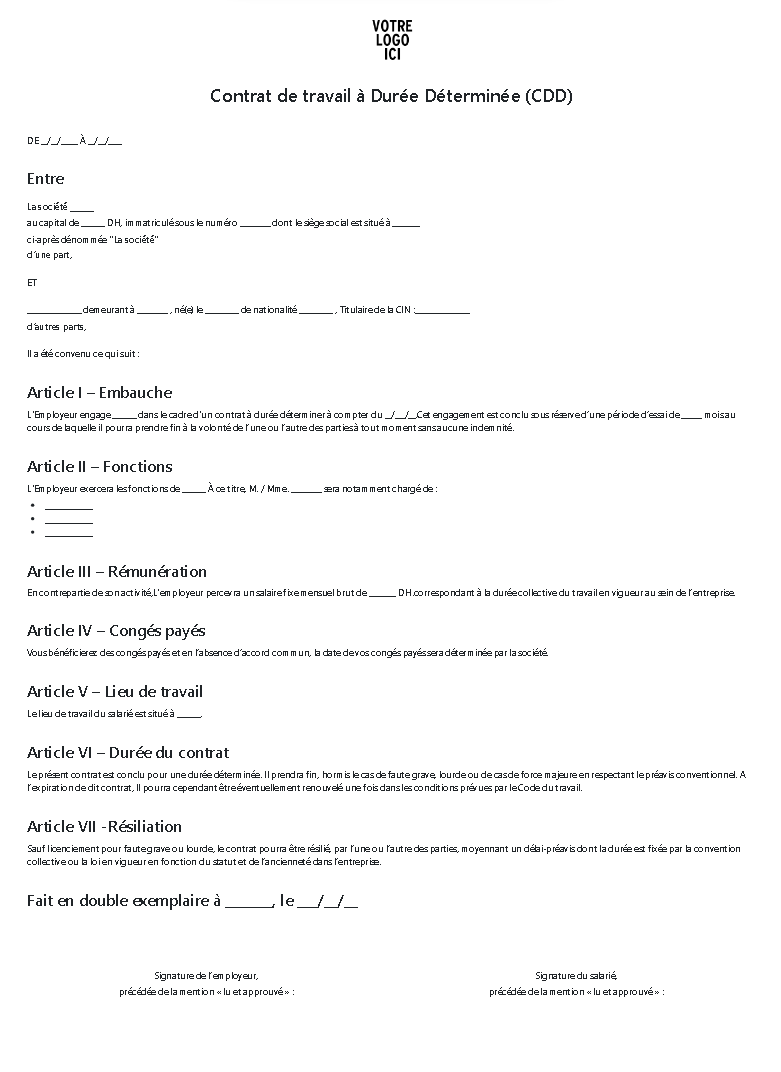 VOTRE
LOGO
ICI
Contrat de travail à Durée Déterminée (CDD)
DE _/_/___ À _/_/__
Entre
La société _____
au capital de _____ DH, immatriculé sous le numéro ______ dont le siège social est situé à ______
ci-après dénommée "La société"
d'une part,
ET
___________ demeurant à ______ , né(e) le _______ de nationalité _______ , Titulaire de la CIN :___________
d'autres parts,
Il a été convenu ce qui suit :
Article I – Embauche
L'Employeur engage _____ dans le cadre d'un contrat à durée déterminer à compter du _/__/__.Cet engagement est conclu sous réserve d'une période d'essai de ____ mois au
cours de laquelle il pourra prendre fin à la volonté de l'une ou l'autre des parties à tout moment sans aucune indemnité.
Article II – Fonctions
L'Employeur exercera les fonctions de _____ À ce titre, M. / Mme. ______ sera notamment chargé de :
• __________
• __________
• __________
Article III – Rémunération
En contrepartie de son activité,L'employeur percevra un salaire fixe mensuel brut de ______ DH.correspondant à la durée collective du travail en vigueur au sein de l'entreprise.
Article IV – Congés payés
Vous bénéficierez des congés payés et en l'absence d'accord commun, la date de vos congés payés sera déterminée par la société.
Article V – Lieu de travail
Le lieu de travail du salarié est situé à _____.
Article VI – Durée du contrat
Le présent contrat est conclu pour une durée déterminée. Il prendra fin, hormis le cas de faute grave, lourde ou de cas de force majeure en respectant le préavis conventionnel. A
l'expiration de dit contrat, Il pourra cependant être éventuellement renouvelé une fois dans les conditions prévues par le Code du travail.
Article VII -Résiliation
Sauf licenciement pour faute grave ou lourde, le contrat pourra être résilié, par l'une ou l'autre des parties, moyennant un délai-préavis dont la durée est fixée par la convention
collective ou la loi en vigueur en fonction du statut et de l'ancienneté dans l'entreprise.
Fait en double exemplaire à ______, le ___/__/__
Signature de l'employeur,
précédée de la mention « lu et approuvé » :
Signature du salarié,
précédée de la mention « lu et approuvé » :